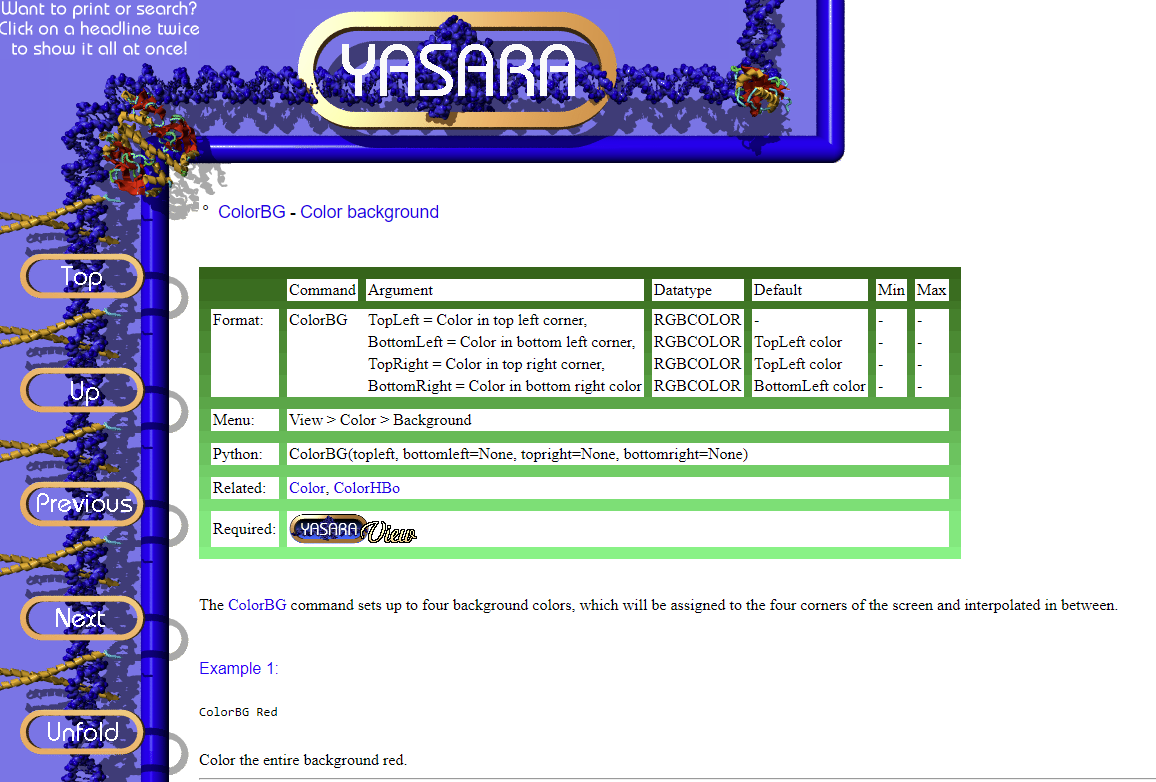 Want to print or search?
Click on a headline twice
to show it all at once!
YASARA
° ColorBG - Color background
Command Argument Datatype Default Min Max
Format: ColorBG TopLeft = Color in top left corner, RGBCOLOR - - -
BottomLeft = Color in bottom left corner, RGBCOLOR TopLeft color - -
TopRight = Color in top right corner, RGBCOLOR TopLeft color - -
BottomRight = Color in bottom right color RGBCOLOR BottomLeft color - -
Menu: View > Color > Background
Python: ColorBG(topleft, bottomleft=None, topright=None, bottomright=None)
Related: Color, ColorHBo
Required: YASARA View
The ColorBG command sets up to four background colors, which will be assigned to the four corners of the screen and interpolated in between.
Example 1:
ColorBG Red
Color the entire background red.
Top
Up
Previous
Next
Unfold